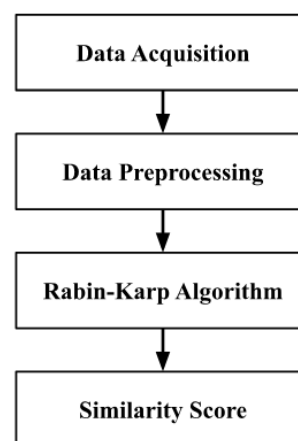 Data Acquisition
Data Preprocessing
Rabin-Karp Algorithm
Similarity Score